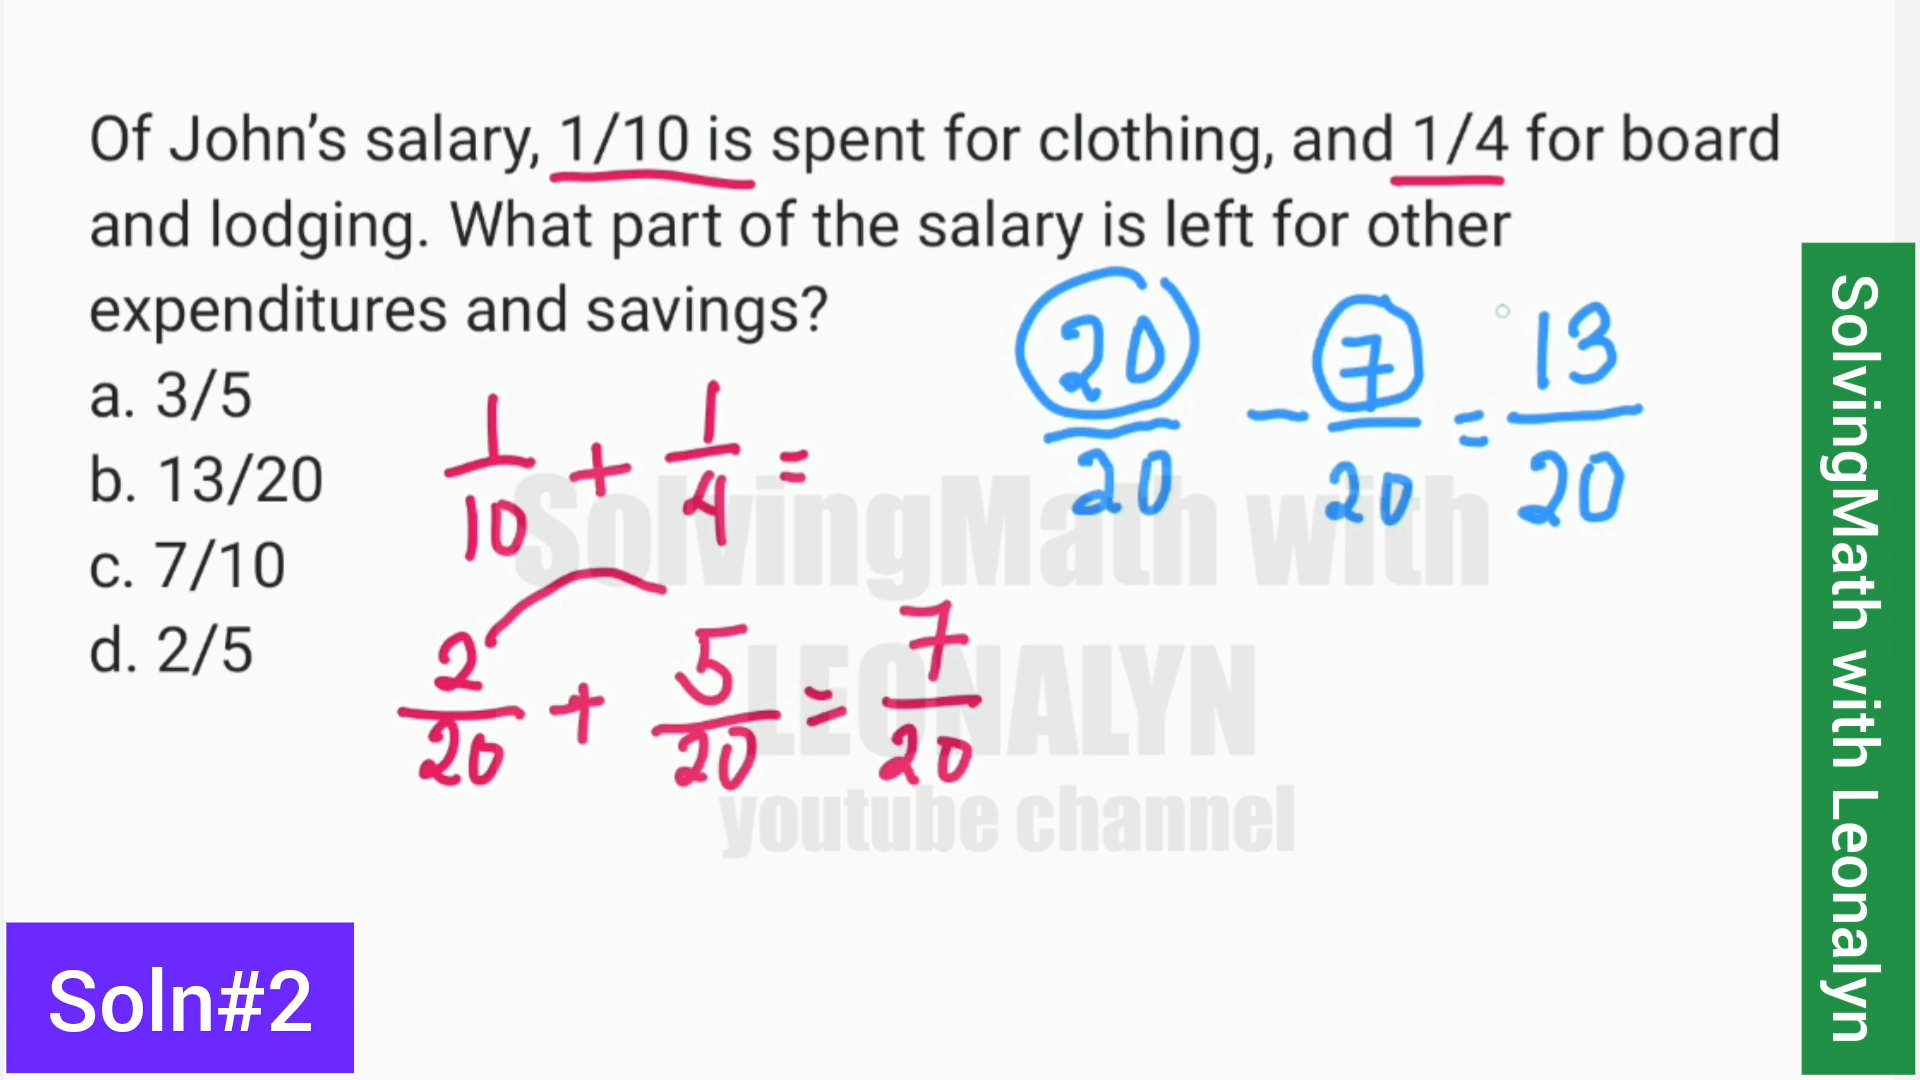 Of John's salary, 1/10 is spent for clothing, and 1/4 for board
and lodging. What part of the salary is left for other
expenditures and savings?
a. 3/5
b. 13/20
c. 7/10
d. 2/5
1/10 + 1/4 =
2/20 + 5/20 = 7/20
20/20 - 7/20 = 13/20
SolvingMath with
LEONALYN
youtube channel
Soln#2
SolvingMath with Leonalyn